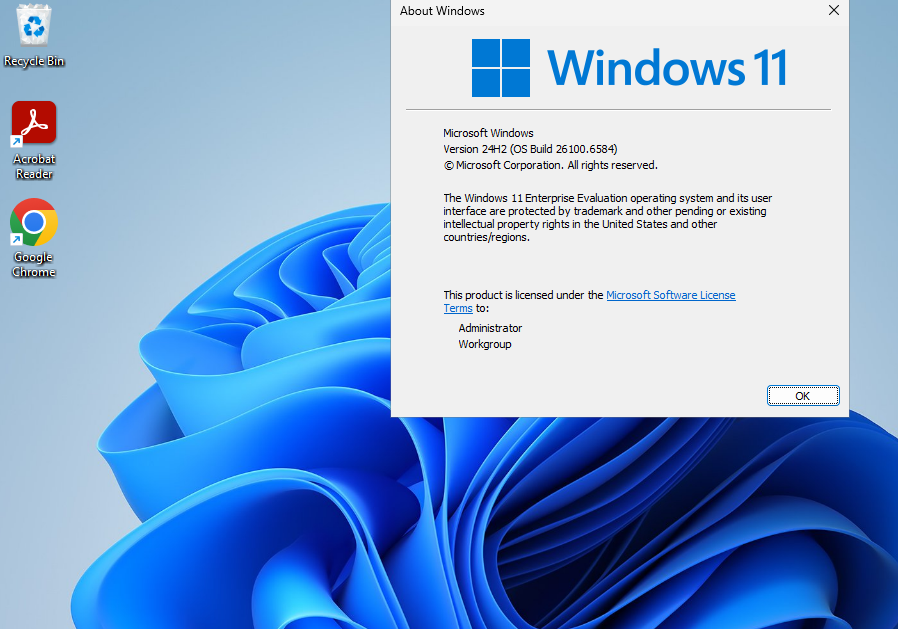 Recycle Bin
Acrobat
Reader
Google
Chrome
About Windows
Windows 11
Microsoft Windows
Version 24H2 (OS Build 26100.6584)
© Microsoft Corporation. All rights reserved.
The Windows 11 Enterprise Evaluation operating system and its user
interface are protected by trademark and other pending or existing
intellectual property rights in the United States and other
countries/regions.
This product is licensed under the Microsoft Software License
Terms to:
Administrator
Workgroup
OK